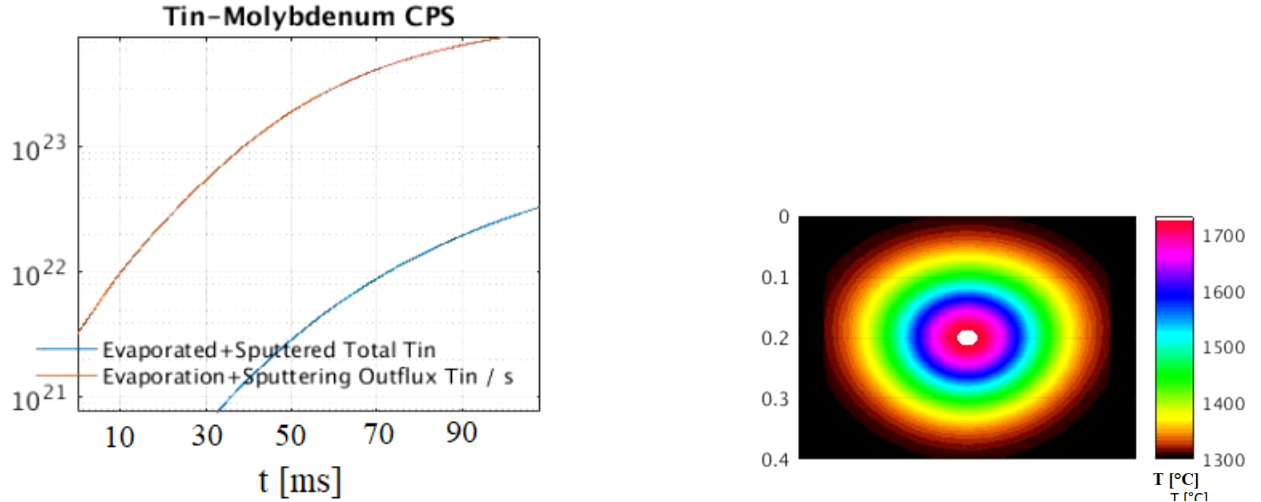 Tin-Molybdenum CPS
10^23
10^22
10^21
Evaporated+Sputtered Total Tin
Evaporation+Sputtering Outflux Tin / s
10 30 50 70 90
t [ms]
0
0.1
0.2
0.3
0.4
1700
1600
1500
1400
1300
T [°C]
T [°C]